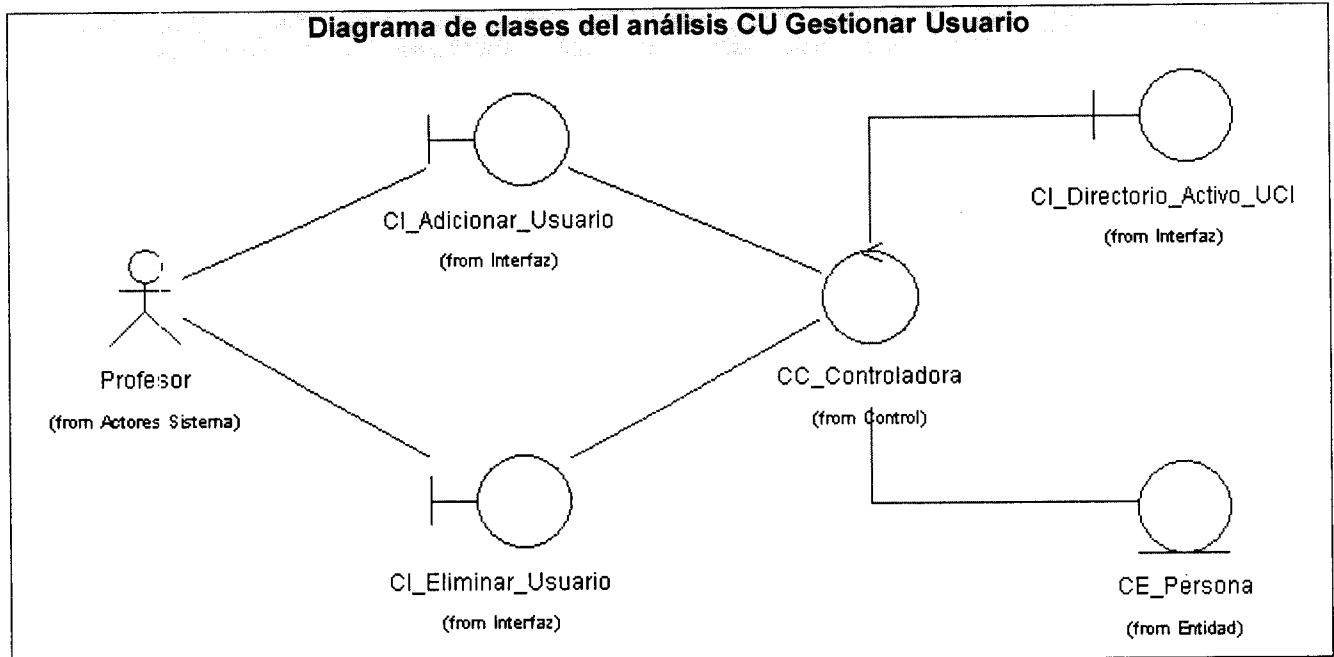 Diagrama de clases del análisis CU Gestionar Usuario
CI_Adicionar_Usuario
(from Interfaz)
CI_Directorio_Activo_UCI
(from Interfaz)
Profesor
(from Actores Sistema)
CC_Controladora
(from Control)
CI_Eliminar_Usuario
(from Interfaz)
CE_Persona
(from Entidad)